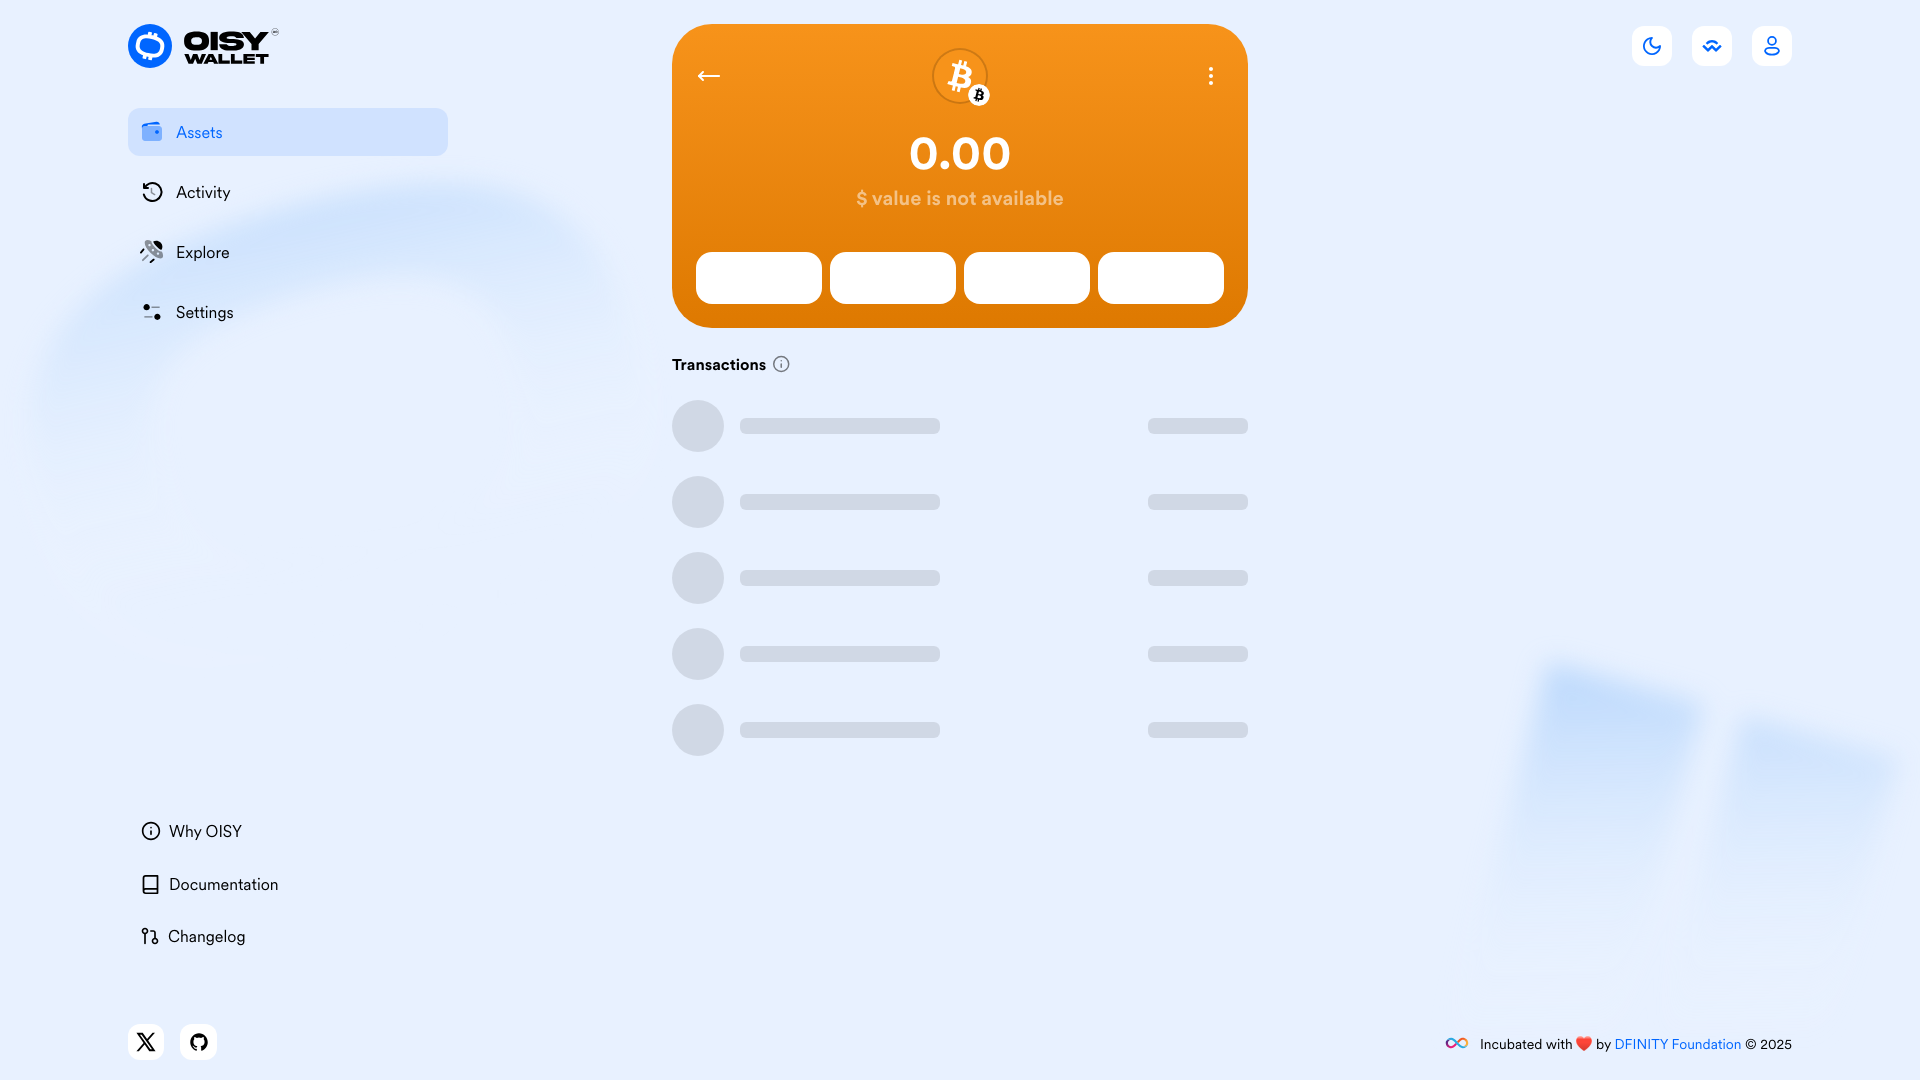 OISY
WALLET
Assets
Activity
Explore
Settings
0.00
$ value is not available
Transactions
Why OISY
Documentation
Changelog
Incubated with ❤️ by DFINITY Foundation © 2025